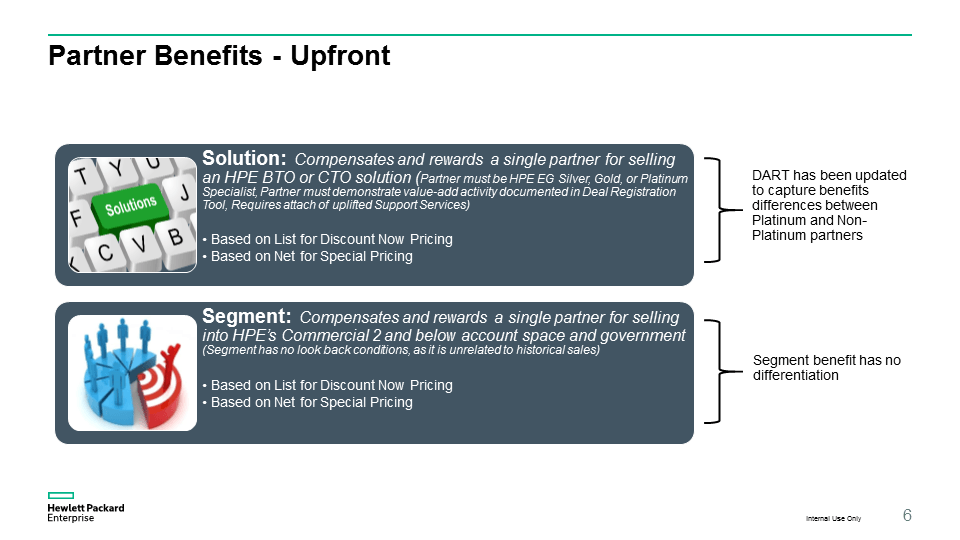 Partner Benefits - Upfront
T Y U
Solutions J
F
C V B
Solution: Compensates and rewards a single partner for selling
an HPE BTO or CTO solution (Partner must be HPE EG Silver, Gold, or Platinum
Specialist, Partner must demonstrate value-add activity documented in Deal Registration
Tool, Requires attach of uplifted Support Services)
• Based on List for Discount Now Pricing
• Based on Net for Special Pricing
DART has been updated
to capture benefits
differences between
Platinum and Non-
Platinum partners
Segment: Compensates and rewards a single partner for selling
into HPE’s Commercial 2 and below account space and government
(Segment has no look back conditions, as it is unrelated to historical sales)
• Based on List for Discount Now Pricing
• Based on Net for Special Pricing
Segment benefit has no
differentiation
Hewlett Packard
Enterprise
Internal Use Only
6